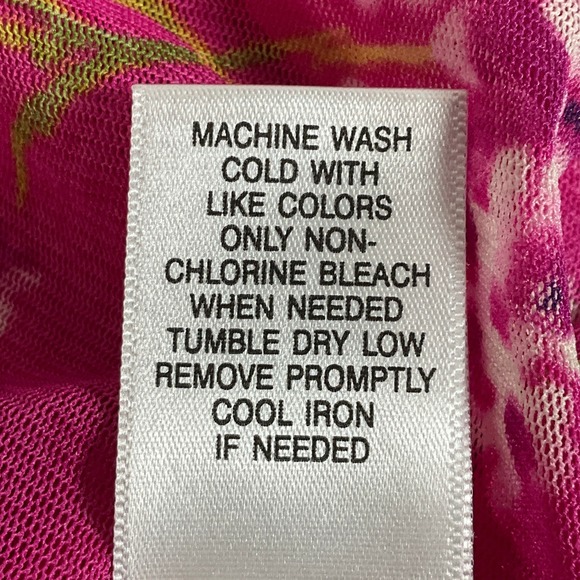 MACHINE WASH
COLD WITH
LIKE COLORS
ONLY NON-
CHLORINE BLEACH
WHEN NEEDED
TUMBLE DRY LOW
REMOVE PROMPTLY
COOL IRON
IF NEEDED